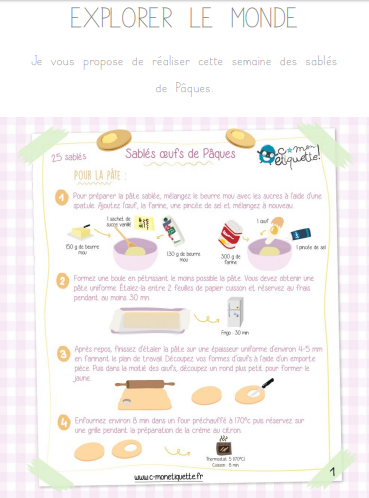 EXPLORER LE MONDE
Je vous propose de réaliser cette semaine des sablés
de Pâques
25 sablés
Sablés œufs de Pâques
c-mon
étiquette!
POUR LA PÂTE :
1
Pour préparer la pâte sablée, mélangez le beurre mou avec les sucres à l'aide d'une
spatule. Ajoutez l'œuf, la farine, une pincée de sel et mélangez à nouveau.
1 sachet de
sucre vanillé
1 œuf
150 g de beurre
mou
130 g de beurre
mou
300 g de
farine
1 pincée de sel
2
Formez une boule en pétrissant le moins possible la pâte. Vous devez obtenir une
pâte uniforme. Étalez-la entre 2 feuilles de papier cuisson et réservez au frais
pendant au moins 30 mn.
Frigo : 30 min
3
Après repos, finissez d'étaler la pâte sur une épaisseur uniforme d'environ 4-5 mm
en farinant le plan de travail. Découpez vos formes d'œufs à l'aide d'un emporte
pièce. Puis dans la moitié des œufs, découpez un rond plus petit pour former le
jaune.
4
Enfournez environ 8 min dans un four préchauffé à 170°c puis réservez sur
une grille pendant la préparation de la crème au citron.
Thermostat 5 (170°C)
Cuisson : 8 min
www.c-monetiquette.fr
1